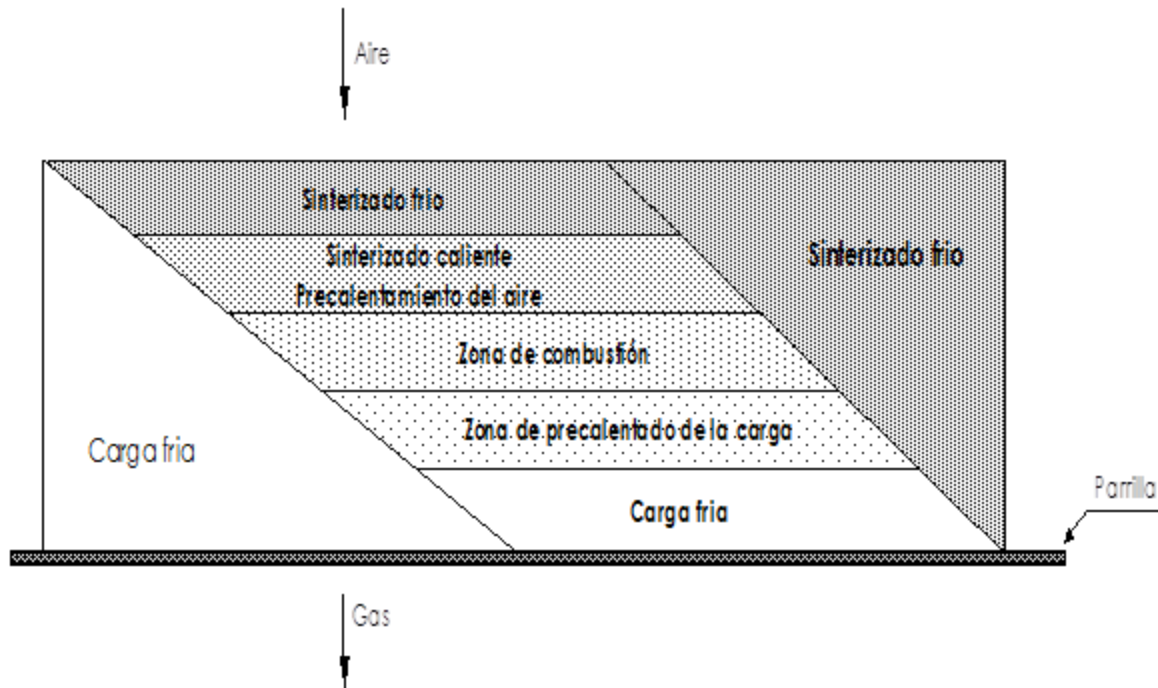 Aire
Sinterizado frio
Sinterizado caliente
Precalentamiento del aire
Sinterizado frio
Zona de combustión
Zona de precalentado de la carga
Carga fria
Carga fria
Parrilla
Gas